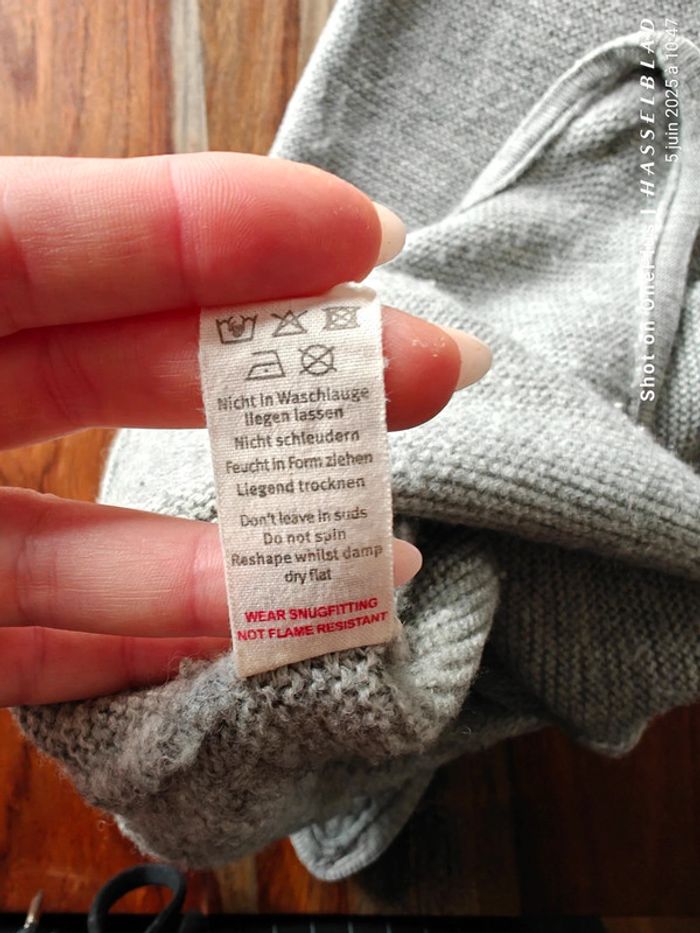 Nicht in Waschlauge
liegen lassen
Nicht schleudern
Feucht in Form ziehen
Liegend trocknen
Don't leave in suds
Do not spin
Reshape whilst damp
dry flat
WEAR SNUGFITTING
NOT FLAME RESISTANT
Shot on OnePlus | HASSELBLAD
5 juin 2025 à 10:47